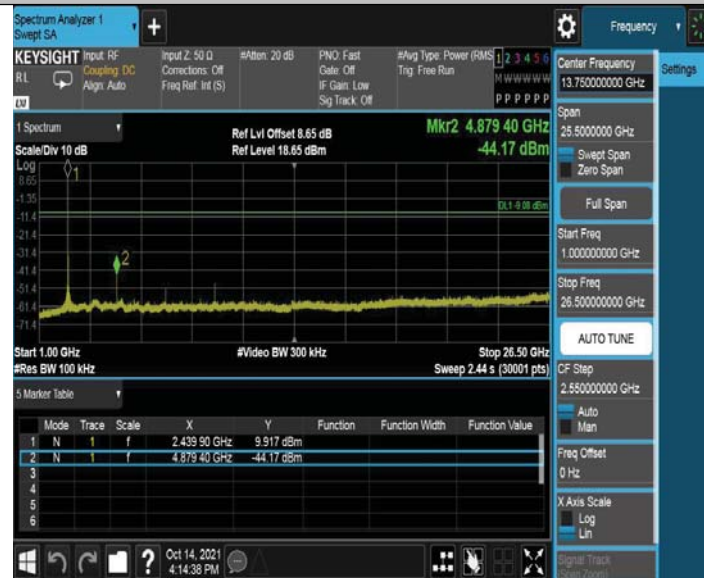 Spectrum Analyzer 1
Swept SA
+
Frequency
KEYSIGHT
RL
LXI
Input: RF
Coupling: DC
Align: Auto
Input Z: 50 Ω
Corrections: Off
Freq Ref: Int (S)
#Atten: 20 dB
PNO: Fast
Gate: Off
IF Gain: Low
Sig Track: Off
#Avg Type: Power (RMS
Trig: Free Run
1 2 3 4 5 6
M W W W W W
P P P P P P
Center Frequency
13.750000000 GHz
Settings
Span
25.5000000 GHz
Swept Span
Zero Span
Full Span
Start Freq
1.000000000 GHz
Stop Freq
26.500000000 GHz
AUTO TUNE
CF Step
2.550000000 GHz
Auto
Man
Freq Offset
0 Hz
X Axis Scale
Log
Lin
Signal Track
(Span Zoom)
1 Spectrum
Scale/Div 10 dB
Ref Lvl Offset 8.65 dB
Ref Level 18.65 dBm
Mkr2 4.879 40 GHz
-44.17 dBm
Log
8.65
-1.35
-11.4
-21.4
-31.4
-41.4
-51.4
-61.4
-71.4
1
2
DL1 -9.08 dBm
Start 1.00 GHz
#Res BW 100 kHz
#Video BW 300 kHz
Stop 26.50 GHz
Sweep 2.44 s (30001 pts)
5 Marker Table
Mode Trace Scale X Y Function Function Width Function Value
1 N 1 f 2.439 90 GHz 9.917 dBm
2 N 1 f 4.879 40 GHz -44.17 dBm
3
4
5
6
?
Oct 14, 2021
4:14:38 PM